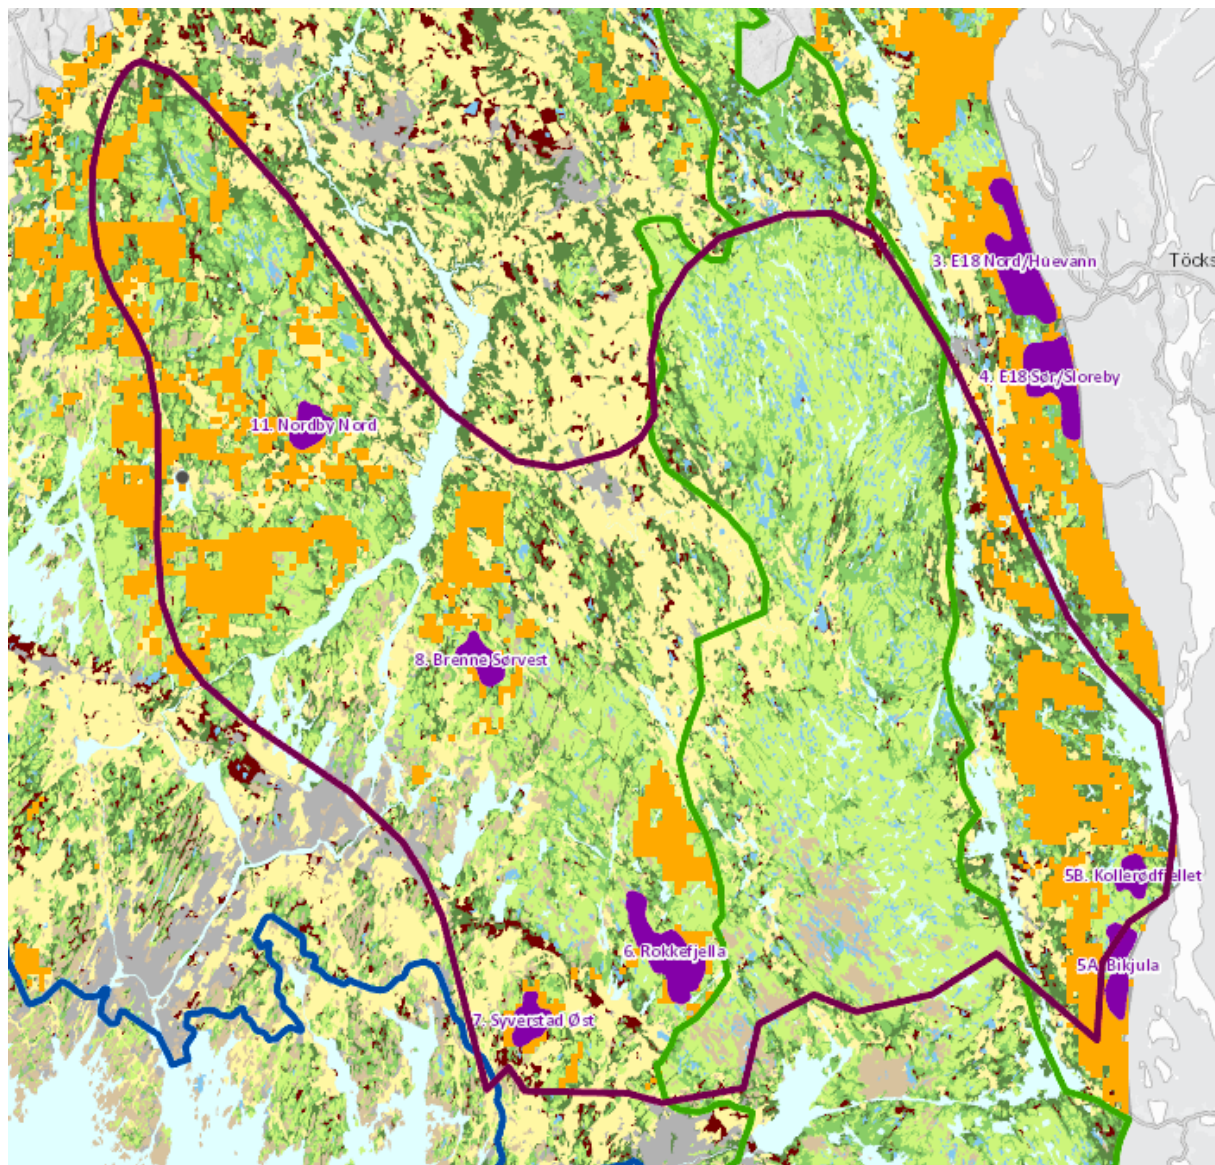 3. E18 Nord/Huevann
Töcks
4. E18 Sør/Sloreby
11. Nordby Nord
8. Brenne Sørvest
5B. Kollerødfjellet
6. Rokkefjella
5A. Bikjula
7. Syverstad Øst